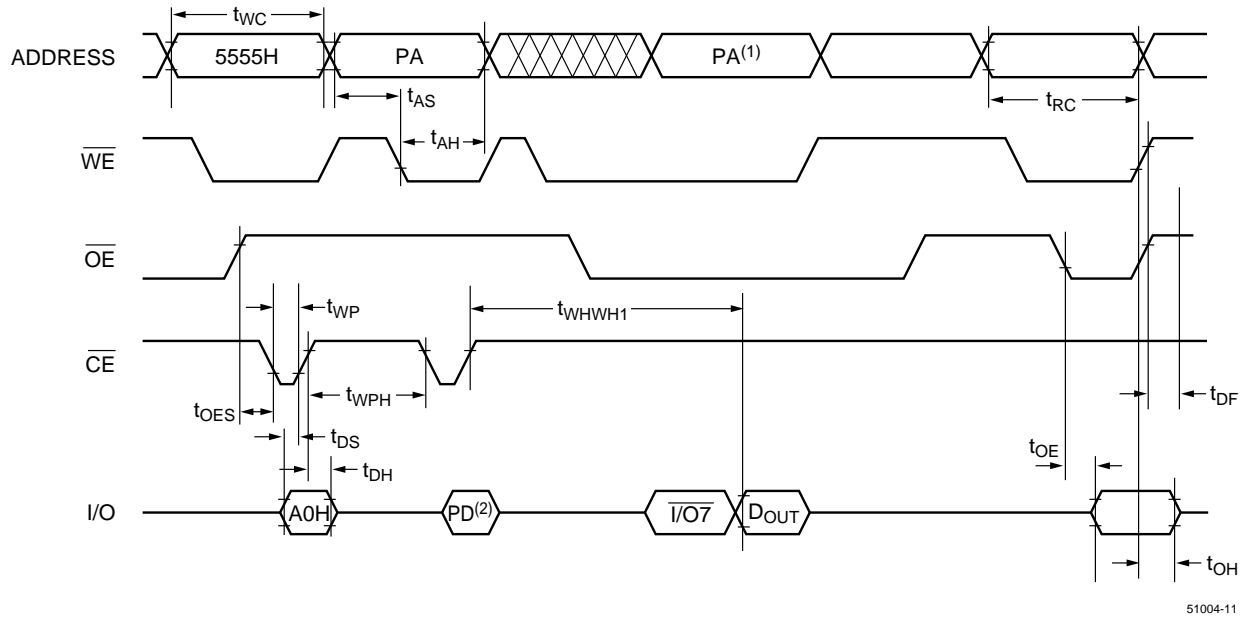 tWC
ADDRESS 5555H PA PA(1)
tAS tRC
tAH
WE
OE
tWP tWHWH1
CE
tWPH
tOES tDF
tDS
tOE
tDH
I/O A0H PD(2) I/O7 DOUT
tOH
51004-11